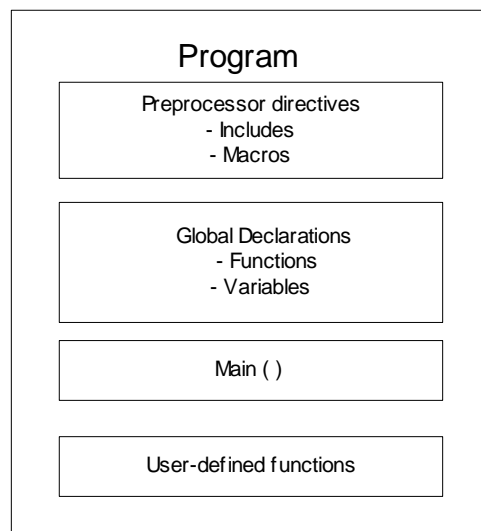 Program
Preprocessor directives
- Includes
- Macros
Global Declarations
- Functions
- Variables
Main ( )
User-defined functions